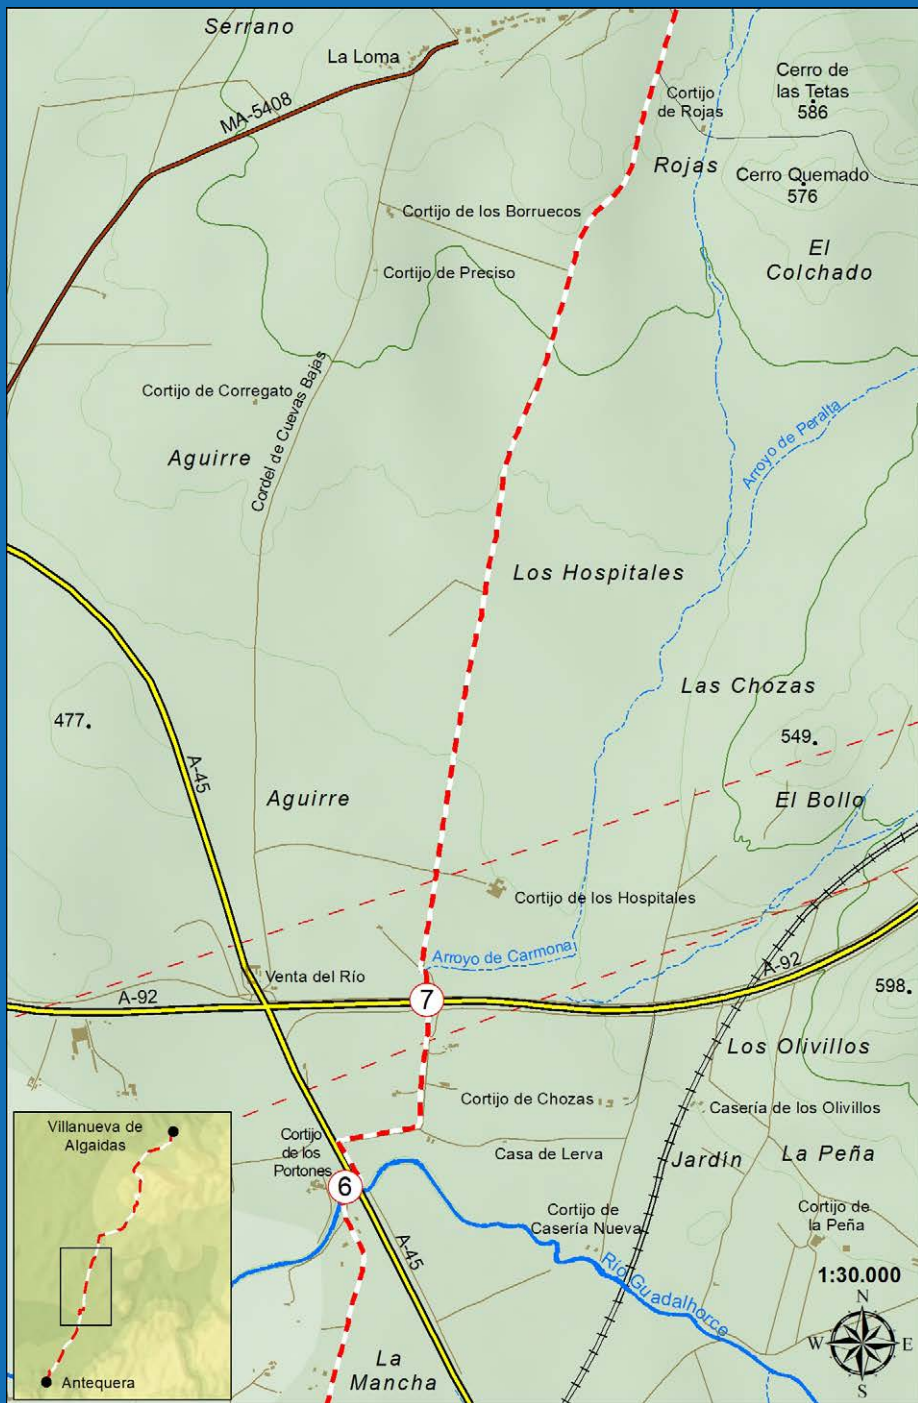 Serrano
La Loma
MA-5408
Cortijo
de Rojas
Cerro de
las Tetas
586
Rojas
Cerro Quemado
576
Cortijo de los Borruecos
El
Colchado
Cortijo de Preciso
Cortijo de Corregato
Cordel de Cuevas Bajas
Arroyo de Peralta
Aguirre
Los Hospitales
Las Chozas
477
549
A-45
Aguirre
El Bollo
Cortijo de los Hospitales
Arroyo de Carmona
Venta del Río
A-92
A-92
7
598
Los Olivillos
Cortijo de Chozas
Casería de los Olivillos
Villanueva de
Algaidas
Cortijo
de los
Portones
Casa de Lerva
Jardín
La Peña
6
Cortijo de
Casería Nueva
Cortijo de
la Peña
A-45
Río Guadalhorce
1:30.000
N
W
E
S
La
Mancha
Antequera